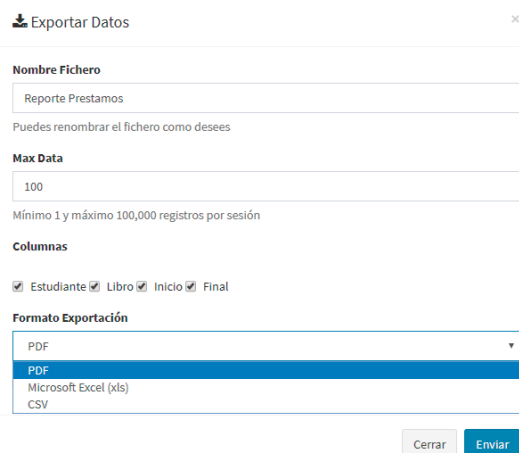 Exportar Datos ×
Nombre Fichero
Reporte Prestamos
Puedes renombrar el fichero como desees
Max Data
100
Mínimo 1 y máximo 100,000 registros por sesión
Columnas
Estudiante Libro Inicio Final
Formato Exportación
PDF
PDF
Microsoft Excel (xls)
CSV
Cerrar Enviar